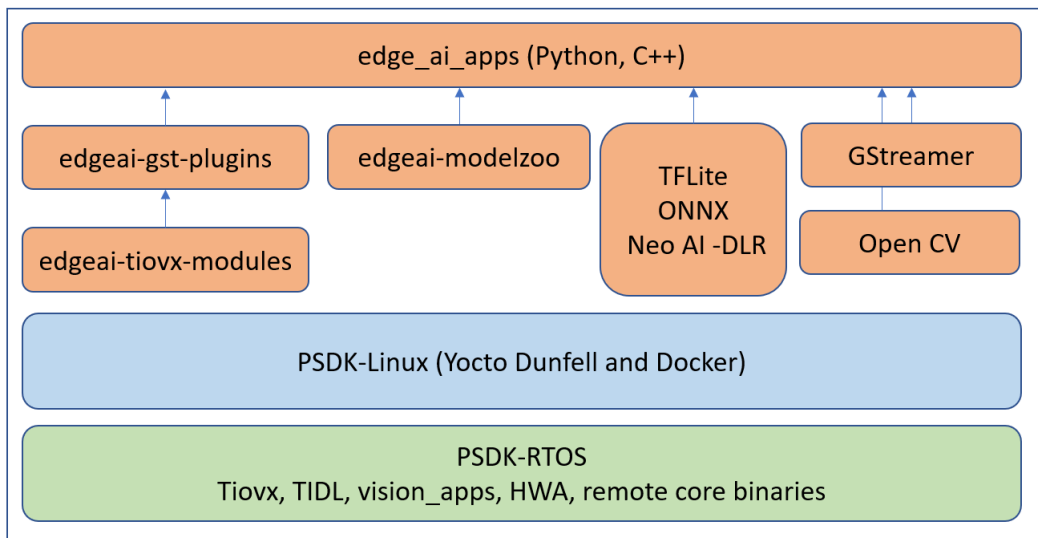 edge_ai_apps (Python, C++)
edgeai-gst-plugins
edgeai-modelzoo
TFLite
ONNX
Neo AI -DLR
GStreamer
edgeai-tiovx-modules
Open CV
PSDK-Linux (Yocto Dunfell and Docker)
PSDK-RTOS
Tiovx, TIDL, vision_apps, HWA, remote core binaries